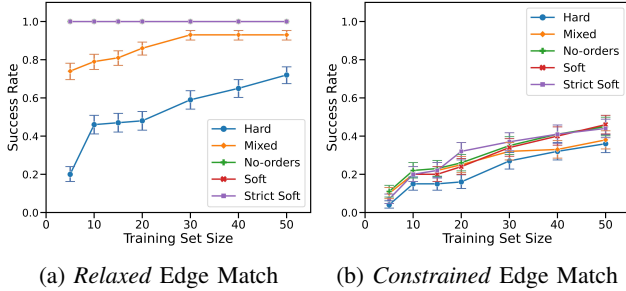 Success Rate
1.0
0.8
0.6
0.4
0.2
0.0
Hard
Mixed
No-orders
Soft
Strict Soft
0 10 20 30 40 50
Training Set Size
(a) Relaxed Edge Match
Success Rate
1.0
0.8
0.6
0.4
0.2
0.0
Hard
Mixed
No-orders
Soft
Strict Soft
0 10 20 30 40 50
Training Set Size
(b) Constrained Edge Match